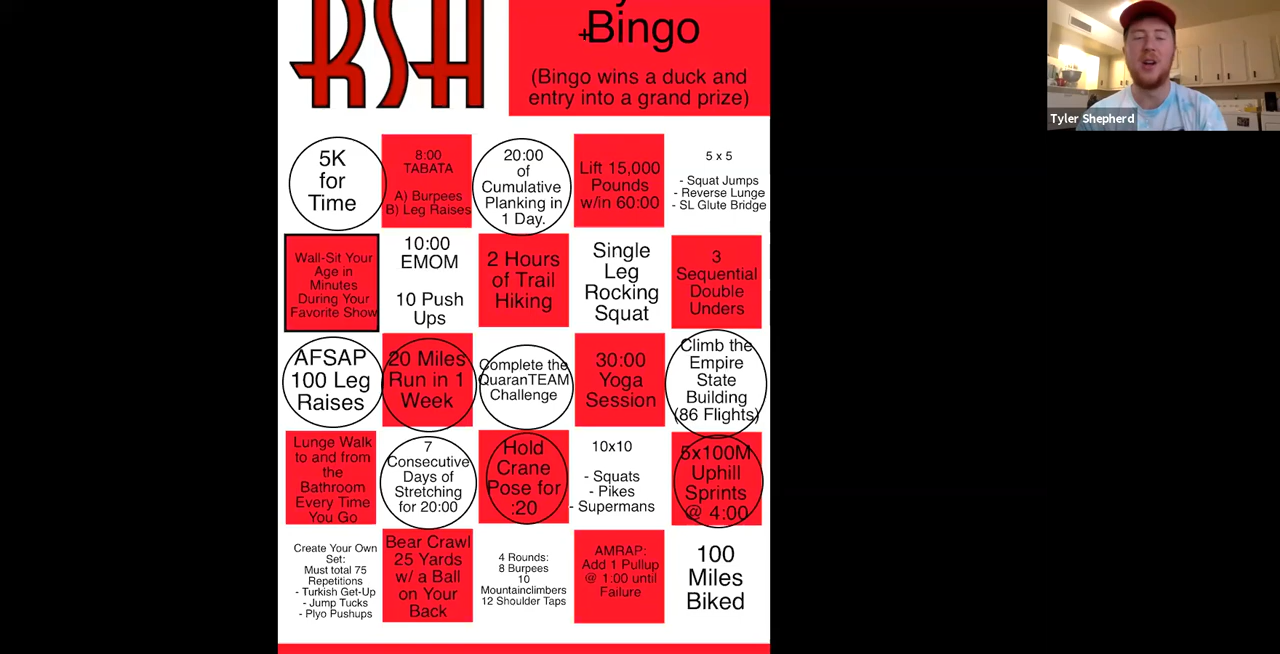 RSH
+Bingo
(Bingo wins a duck and
entry into a grand prize)
Tyler Shepherd
5K
for
Time
8:00
TABATA
A) Burpees
B) Leg Raises
20:00
of
Cumulative
Planking in
1 Day.
Lift 15,000
Pounds
w/in 60:00
5 x 5
- Squat Jumps
- Reverse Lunge
- SL Glute Bridge
Wall-Sit Your
Age in
Minutes
During Your
Favorite Show
10:00
EMOM
10 Push
Ups
2 Hours
of Trail
Hiking
Single
Leg
Rocking
Squat
3
Sequential
Double
Unders
AFSAP
100 Leg
Raises
20 Miles
Run in 1
Week
Complete the
QuaranTEAM
Challenge
30:00
Yoga
Session
Climb the
Empire
State
Building
(86 Flights)
Lunge Walk
to and from
the
Bathroom
Every Time
You Go
7
Consecutive
Days of
Stretching
for 20:00
Hold
Crane
Pose for
:20
10x10
- Squats
- Pikes
- Supermans
5x100M
Uphill
Sprints
@ 4:00
Create Your Own
Set:
Must total 75
Repetitions
- Turkish Get-Up
- Jump Tucks
- Plyo Pushups
Bear Crawl
25 Yards
w/ a Ball
on Your
Back
4 Rounds:
8 Burpees
10
Mountainclimbers
12 Shoulder Taps
AMRAP:
Add 1 Pullup
@ 1:00 until
Failure
100
Miles
Biked